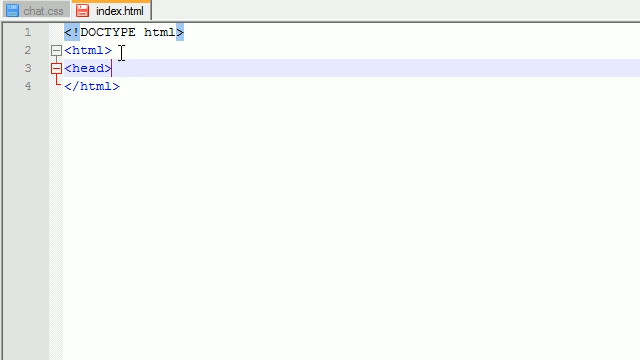 chat.css index.html
1 <!DOCTYPE html>
2 <html>
3 <head>
4 </html>